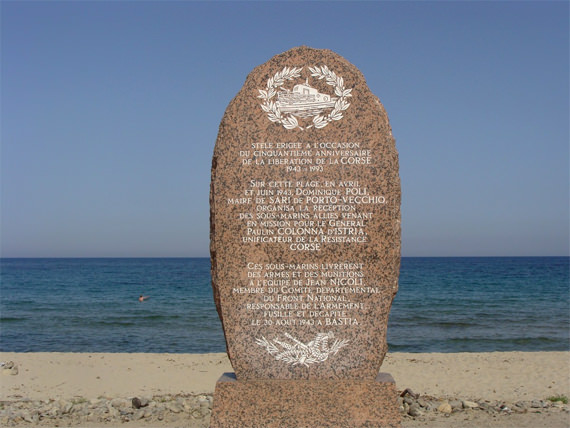 STELE ERIGEE A L'OCCASION
DU CINQUANTIEME ANNIVERSAIRE
DE LA LIBERATION DE LA CORSE
1943 - 1993
SUR CETTE PLAGE, EN AVRIL
ET JUIN 1943, DOMINIQUE POLI,
MAIRE DE SARI DE PORTO-VECCHIO,
ORGANISA LA RECEPTION
DES SOUS-MARINS ALLIES VENANT
EN MISSION POUR LE GENERAL
PAULIN COLONNA D'ISTRIA,
UNIFICATEUR DE LA RESISTANCE
CORSE.
CES SOUS-MARINS LIVRERENT
DES ARMES ET DES MUNITIONS
A L'EQUIPE DE JEAN NICOLI,
MEMBRE DU COMITE DEPARTEMENTAL
DU FRONT NATIONAL,
RESPONSABLE DE L'ARMEMENT
FUSILLE ET DECAPITE
LE 30 AOUT 1943 A BASTIA.